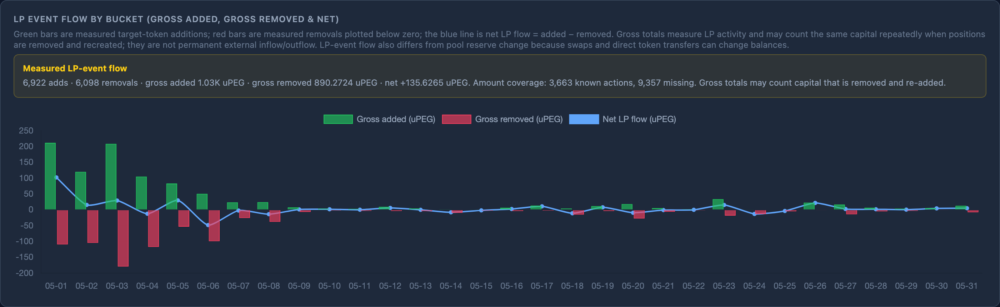 LP EVENT FLOW BY BUCKET (GROSS ADDED, GROSS REMOVED & NET)
Green bars are measured target-token additions; red bars are measured removals plotted below zero; the blue line is net LP flow = added – removed. Gross totals measure LP activity and may count the same capital repeatedly when positions
are removed and recreated; they are not permanent external inflow/outflow. LP-event flow also differs from pool reserve change because swaps and direct token transfers can change balances.
Measured LP-event flow
6,922 adds · 6,098 removals · gross added 1.03K uPEG · gross removed 890.2724 uPEG · net +135.6265 uPEG. Amount coverage: 3,663 known actions, 9,357 missing. Gross totals may count capital that is removed and re-added.
Gross added (uPEG) Gross removed (uPEG) Net LP flow (uPEG)
250
200
150
100
50
0
-50
-100
-150
-200
05-01 05-02 05-03 05-04 05-05 05-06 05-07 05-08 05-09 05-10 05-11 05-12 05-13 05-14 05-15 05-16 05-17 05-18 05-19 05-20 05-21 05-22 05-23 05-24 05-25 05-26 05-27 05-28 05-29 05-30 05-31